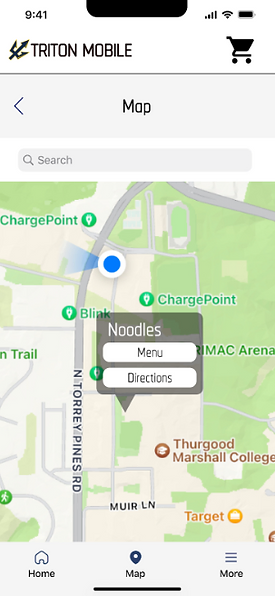 9:41
TRITON MOBILE
Map
Search
ChargePoint
Blink
ChargePoint
Noodles
Menu
Directions
RIMAC Arena
n Trail
N TORREY PINES RD
Thurgood
Marshall College
MUIR LN
Target
Home
Map
More